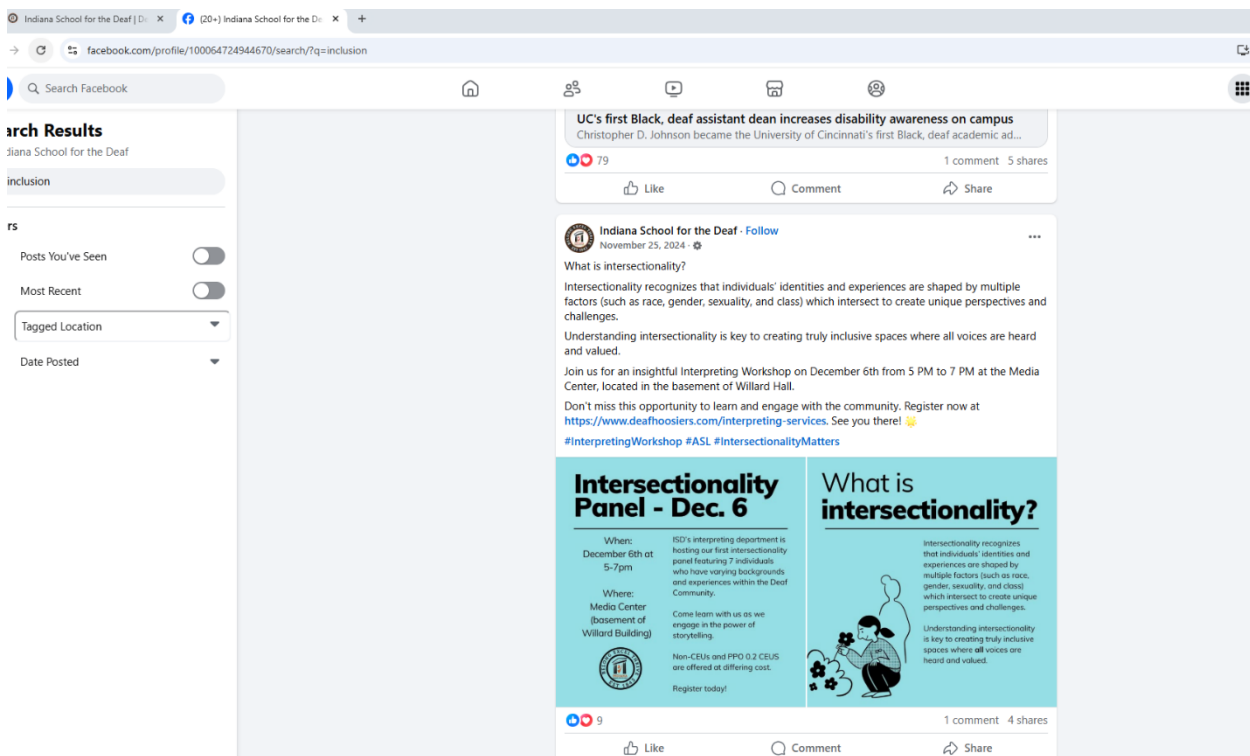 Indiana School for the Deaf | De
(20+) Indiana School for the De
facebook.com/profile/100064724944670/search/?q=inclusion
Search Facebook
arch Results
diana School for the Deaf
inclusion
rs
Posts You've Seen
Most Recent
Tagged Location
Date Posted
UC's first Black, deaf assistant dean increases disability awareness on campus
Christopher D. Johnson became the University of Cincinnati's first Black, deaf academic ad...
79
1 comment 5 shares
Like
Comment
Share
Indiana School for the Deaf · Follow
November 25, 2024 ·
What is intersectionality?
Intersectionality recognizes that individuals' identities and experiences are shaped by multiple
factors (such as race, gender, sexuality, and class) which intersect to create unique perspectives and
challenges.
Understanding intersectionality is key to creating truly inclusive spaces where all voices are heard
and valued.
Join us for an insightful Interpreting Workshop on December 6th from 5 PM to 7 PM at the Media
Center, located in the basement of Willard Hall.
Don't miss this opportunity to learn and engage with the community. Register now at
https://www.deafhoosiers.com/interpreting-services. See you there!
#InterpretingWorkshop #ASL #IntersectionalityMatters
Intersectionality
Panel - Dec. 6
When:
December 6th at
5-7pm
Where:
Media Center
(basement of
Willard Building)
ISD's interpreting department is
hosting our first intersectionality
panel featuring 7 individuals
who have varying backgrounds
and experiences within the Deaf
Community.
Come learn with us as we
engage in the power of
storytelling.
Non-CEUs and PPO 0.2 CEUS
are offered at differing cost.
Register today!
What is
intersectionality?
Intersectionality recognizes
that individuals' identities and
experiences are shaped by
multiple factors (such as race,
gender, sexuality, and class)
which intersect to create unique
perspectives and challenges.
Understanding intersectionality
is key to creating truly inclusive
spaces where all voices are
heard and valued.
9
1 comment 4 shares
Like
Comment
Share